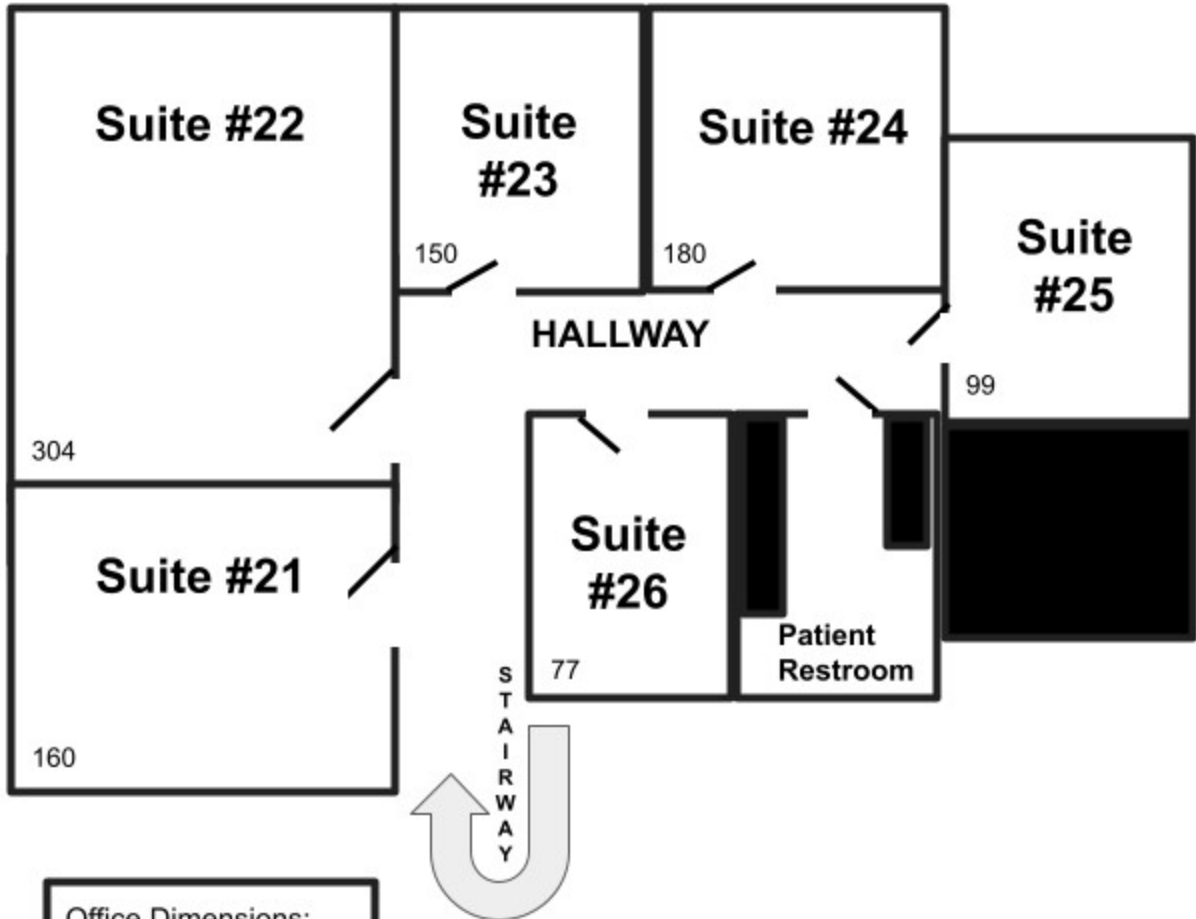 Suite #22
Suite
#23
Suite #24
Suite
#25
150
180
HALLWAY
99
304
Suite #21
Suite
#26
Patient
Restroom
77
160
STAIRWAY
Office Dimensions: